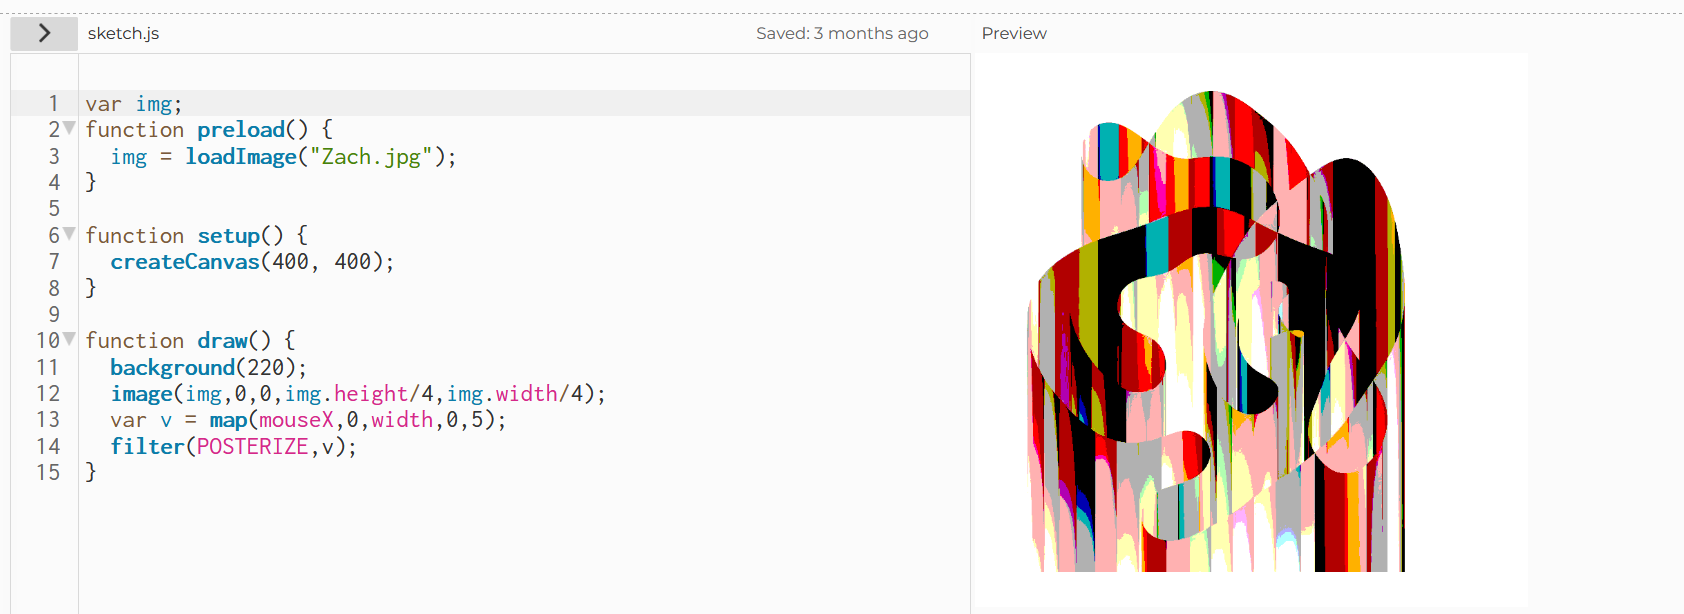 sketch.js
Saved: 3 months ago
Preview
1 var img;
2 function preload() {
3   img = loadImage("Zach.jpg");
4 }
5
6 function setup() {
7   createCanvas(400, 400);
8 }
9
10 function draw() {
11   background(220);
12   image(img,0,0,img.height/4,img.width/4);
13   var v = map(mouseX,0,width,0,5);
14   filter(POSTERIZE,v);
15 }